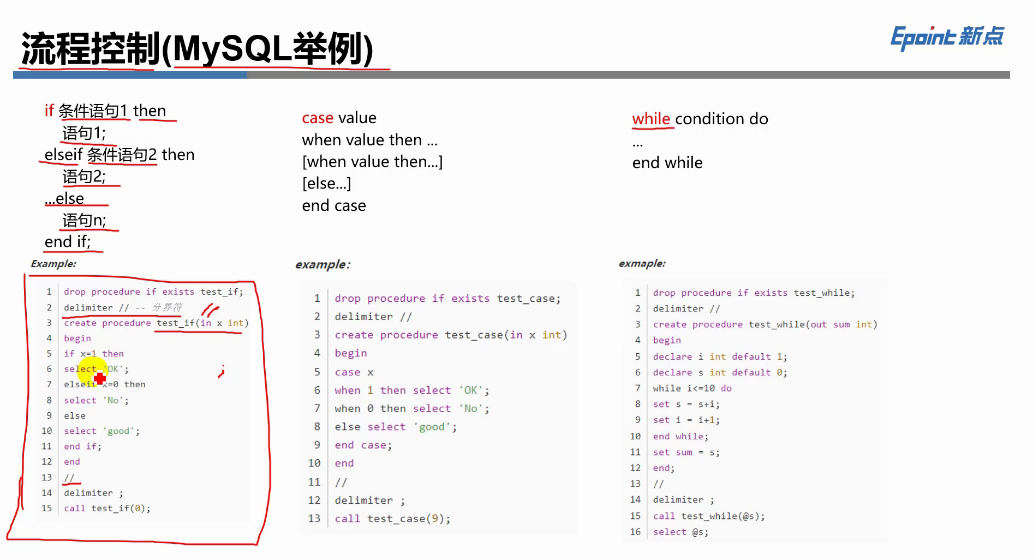 流程控制(MySQL举例)
Epoint 新点
if 条件语句1 then
语句1;
elseif 条件语句2 then
语句2;
...else
语句n;
end if;
Example:
1 drop procedure if exists test_if;
2 delimiter // -- 分界符
3 create procedure test_if(in x int)
4 begin
5 if x=1 then
6 select 'OK';
7 elseif x=0 then
8 select 'No';
9 else
10 select 'good';
11 end if;
12 end
13 //
14 delimiter ;
15 call test_if(0);
;
case value
when value then ...
[when value then...]
[else...]
end case
example:
1 drop procedure if exists test_case;
2 delimiter //
3 create procedure test_case(in x int)
4 begin
5 case x
6 when 1 then select 'OK';
7 when 0 then select 'No';
8 else select 'good';
9 end case;
10 end
11 //
12 delimiter ;
13 call test_case(9);
while condition do
...
end while
exmaple:
1 drop procedure if exists test_while;
2 delimiter //
3 create procedure test_while(out sum int)
4 begin
5 declare i int default 1;
6 declare s int default 0;
7 while i<=10 do
8 set s = s+i;
9 set i = i+1;
10 end while;
11 set sum = s;
12 end;
13 //
14 delimiter ;
15 call test_while(@s);
16 select @s;